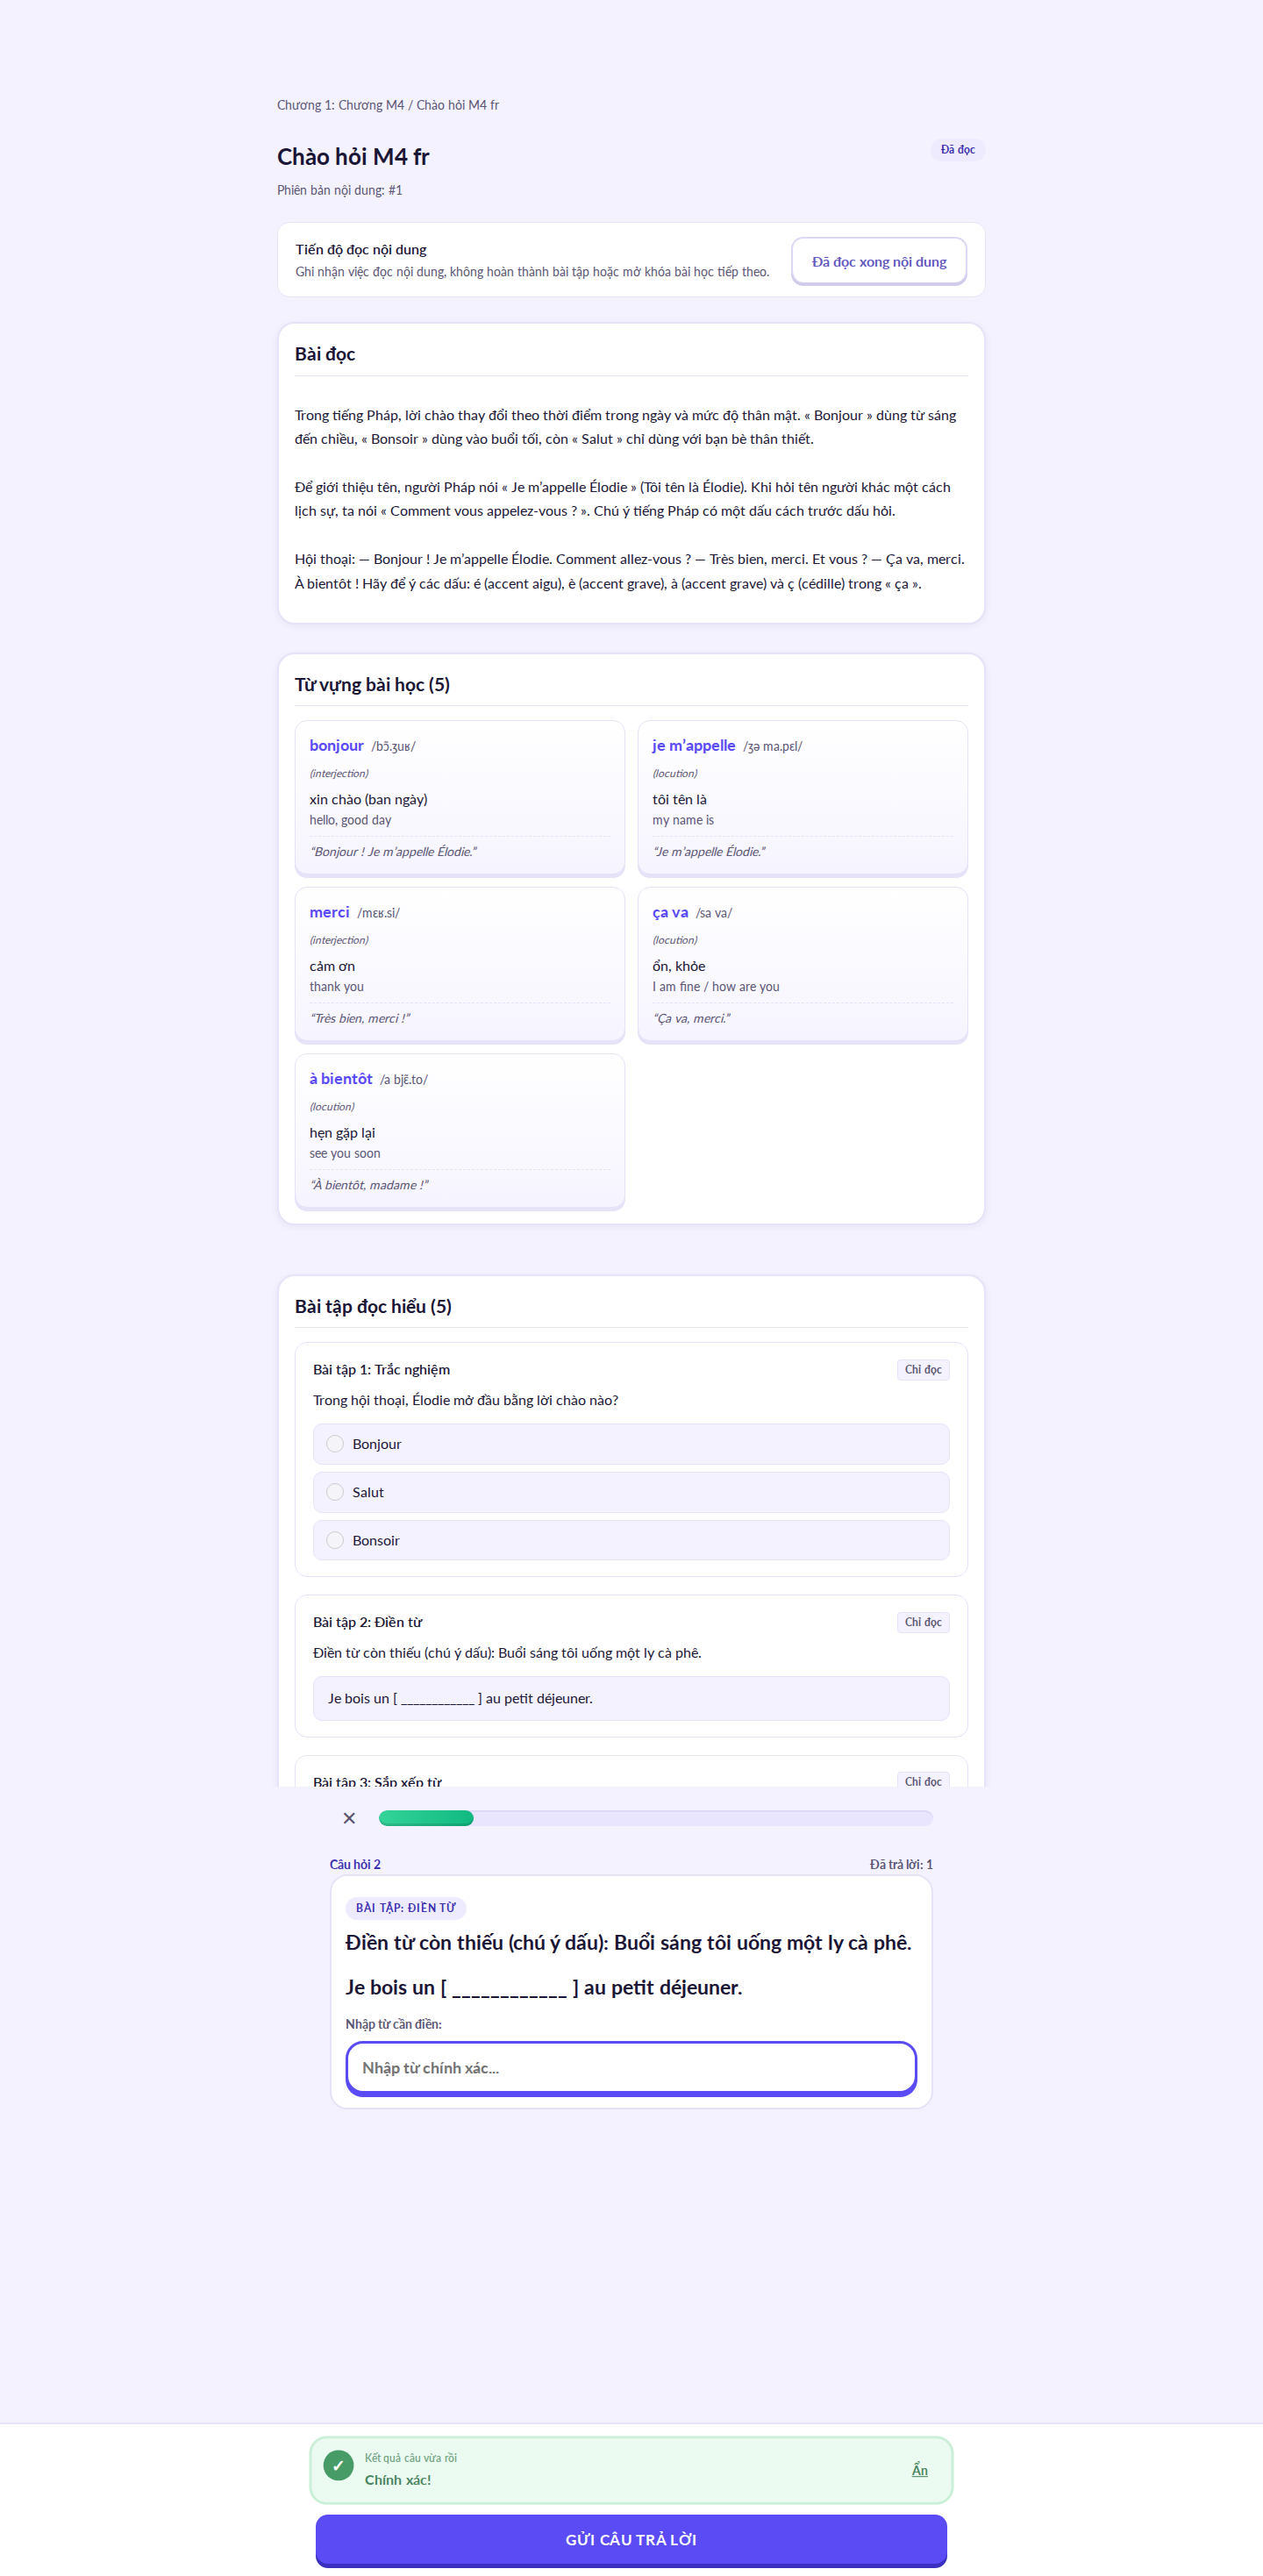 Chương 1: Chương M4 / Chào hỏi M4 fr
Chào hỏi M4 fr
Đã đọc
Phiên bản nội dung: #1
Tiến độ đọc nội dung
Ghi nhận việc đọc nội dung, không hoàn thành bài tập hoặc mở khóa bài học tiếp theo.
Đã đọc xong nội dung
Bài đọc
Trong tiếng Pháp, lời chào thay đổi theo thời điểm trong ngày và mức độ thân mật. « Bonjour » dùng từ sáng
đến chiều, « Bonsoir » dùng vào buổi tối, còn « Salut » chỉ dùng với bạn bè thân thiết.
Để giới thiệu tên, người Pháp nói « Je m’appelle Élodie » (Tôi tên là Élodie). Khi hỏi tên người khác một cách
lịch sự, ta nói « Comment vous appelez-vous ? ». Chú ý tiếng Pháp có một dấu cách trước dấu hỏi.
Hội thoại: — Bonjour ! Je m’appelle Élodie. Comment allez-vous ? — Très bien, merci. Et vous ? — Ça va, merci.
À bientôt ! Hãy để ý các dấu: é (accent aigu), è (accent grave), à (accent grave) và ç (cédille) trong « ça ».
Từ vựng bài học (5)
bonjour /bɔ̃.ʒuʁ/
(interjection)
xin chào (ban ngày)
hello, good day
“Bonjour ! Je m’appelle Élodie.”
je m’appelle /ʒə ma.pɛl/
(locution)
tôi tên là
my name is
“Je m’appelle Élodie.”
merci /mɛʁ.si/
(interjection)
cảm ơn
thank you
“Très bien, merci !”
ça va /sa va/
(locution)
ổn, khỏe
I am fine / how are you
“Ça va, merci.”
à bientôt /a bjɛ̃.to/
(locution)
hẹn gặp lại
see you soon
“À bientôt, madame !”
Bài tập đọc hiểu (5)
Bài tập 1: Trắc nghiệm
Chỉ đọc
Trong hội thoại, Élodie mở đầu bằng lời chào nào?
Bonjour
Salut
Bonsoir
Bài tập 2: Điền từ
Chỉ đọc
Điền từ còn thiếu (chú ý dấu): Buổi sáng tôi uống một ly cà phê.
Je bois un [ ____________ ] au petit déjeuner.
Bài tập 3: Sắp xếp từ
Chỉ đọc
✕
Câu hỏi 2
Đã trả lời: 1
BÀI TẬP: ĐIỀN TỪ
Điền từ còn thiếu (chú ý dấu): Buổi sáng tôi uống một ly cà phê.
Je bois un [ ____________ ] au petit déjeuner.
Nhập từ cần điền:
Nhập từ chính xác...
✓
Kết quả câu vừa rồi
Chính xác!
Ẩn
GỬI CÂU TRẢ LỜI